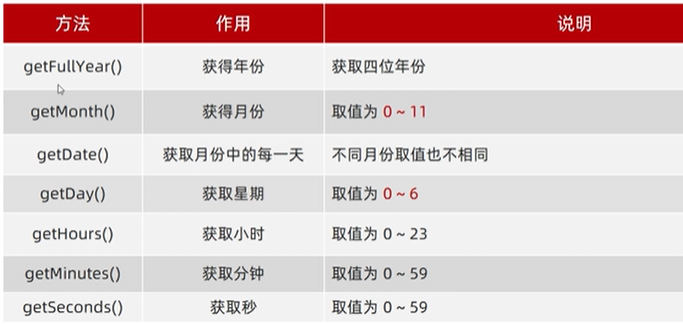 方法 作用 说明
getFullYear() 获得年份 获取四位年份
getMonth() 获得月份 取值为 0 ~ 11
getDate() 获取月份中的每一天 不同月份取值也不相同
getDay() 获取星期 取值为 0 ~ 6
getHours() 获取小时 取值为 0 ~ 23
getMinutes() 获取分钟 取值为 0 ~ 59
getSeconds() 获取秒 取值为 0 ~ 59